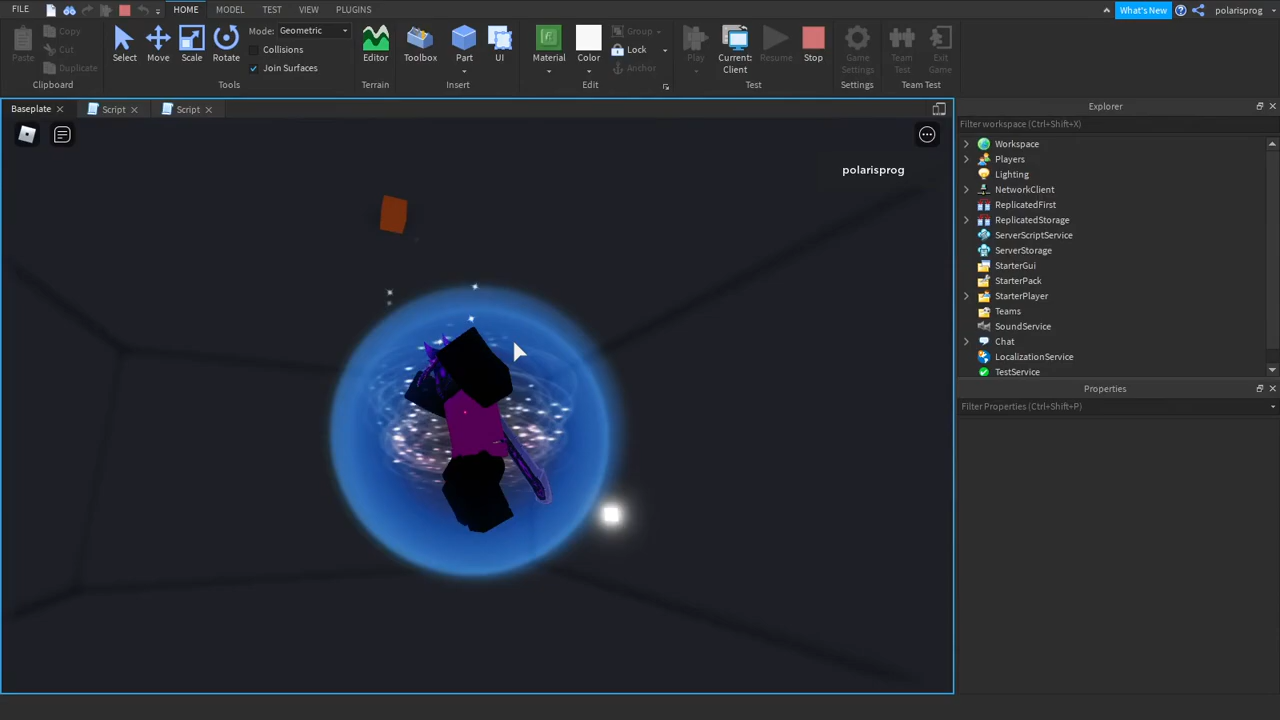 FILE HOME MODEL TEST VIEW PLUGINS What's New polarisprog
Paste Copy Cut Duplicate Select Move Scale Rotate Mode: Geometric Collisions Join Surfaces Editor Toolbox Part UI Material Color Group Lock Anchor Play Current: Client Resume Stop Game Settings Team Test Exit Game
Clipboard Tools Terrain Insert Edit Test Settings Team Test
Baseplate Script Script
polarisprog
Explorer
Filter workspace (Ctrl+Shift+X)
Workspace
Players
Lighting
NetworkClient
ReplicatedFirst
ReplicatedStorage
ServerScriptService
ServerStorage
StarterGui
StarterPack
StarterPlayer
Teams
SoundService
Chat
LocalizationService
TestService
Properties
Filter Properties (Ctrl+Shift+P)